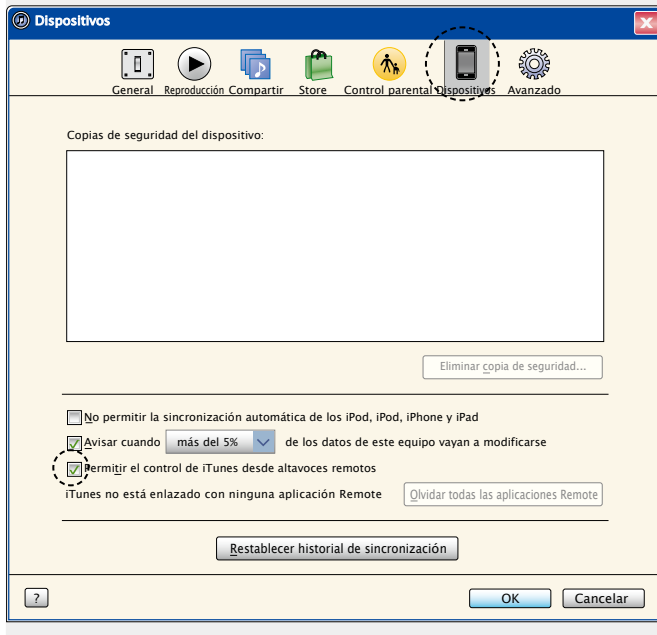 Dispositivos
General Reproducción Compartir Store Control parental Dispositivos Avanzado
Copias de seguridad del dispositivo:
Eliminar copia de seguridad...
No permitir la sincronización automática de los iPod, iPod, iPhone y iPad
Avisar cuando más del 5% de los datos de este equipo vayan a modificarse
Permitir el control de iTunes desde altavoces remotos
iTunes no está enlazado con ninguna aplicación Remote Olvidar todas las aplicaciones Remote
Restablecer historial de sincronización
? OK Cancelar